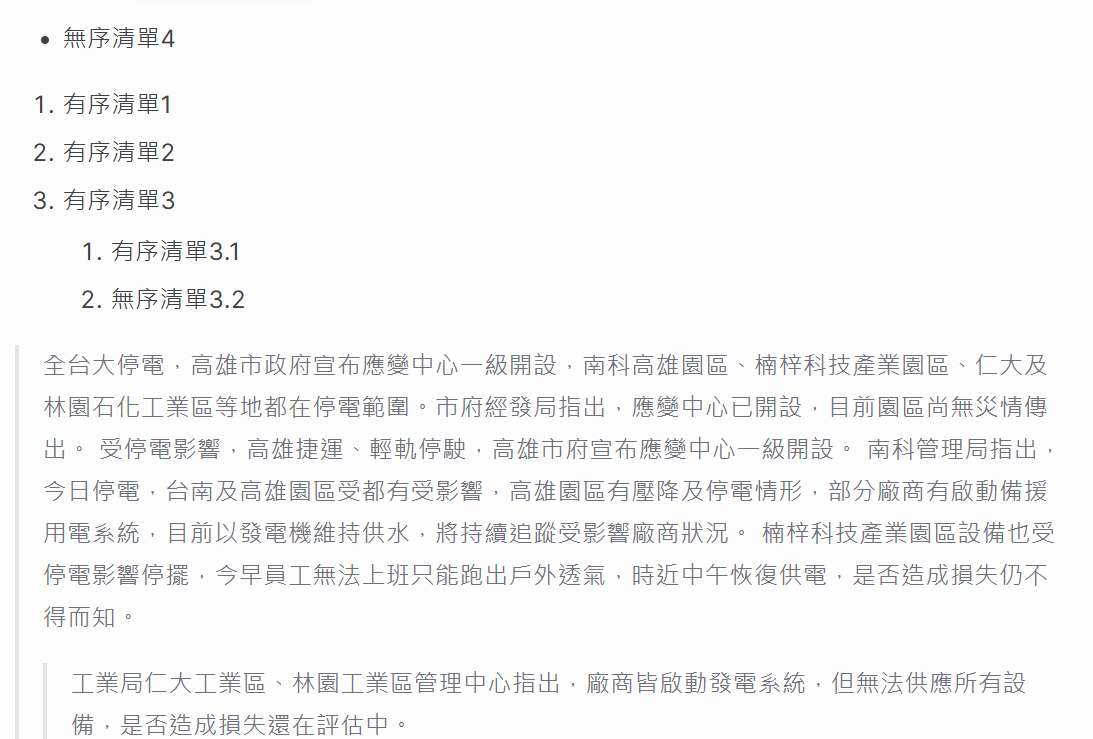 • 無序清單4
1. 有序清單1
2. 有序清單2
3. 有序清單3
1. 有序清單3.1
2. 無序清單3.2
全台大停電，高雄市政府宣布應變中心一級開設，南科高雄園區、楠梓科技產業園區、仁大及
林園石化工業區等地都在停電範圍。市府經發局指出，應變中心已開設，目前園區尚無災情傳
出。 受停電影響，高雄捷運、輕軌停駛，高雄市府宣布應變中心一級開設。 南科管理局指出，
今日停電，台南及高雄園區受都有受影響，高雄園區有壓降及停電情形，部分廠商有啟動備援
用電系統，目前以發電機維持供水，將持續追蹤受影響廠商狀況。 楠梓科技產業園區設備也受
停電影響停擺，今早員工無法上班只能跑出戶外透氣，時近中午恢復供電，是否造成損失仍不
得而知。
工業局仁大工業區、林園工業區管理中心指出，廠商皆啟動發電系統，但無法供應所有設
備，是否造成損失還在評估中。